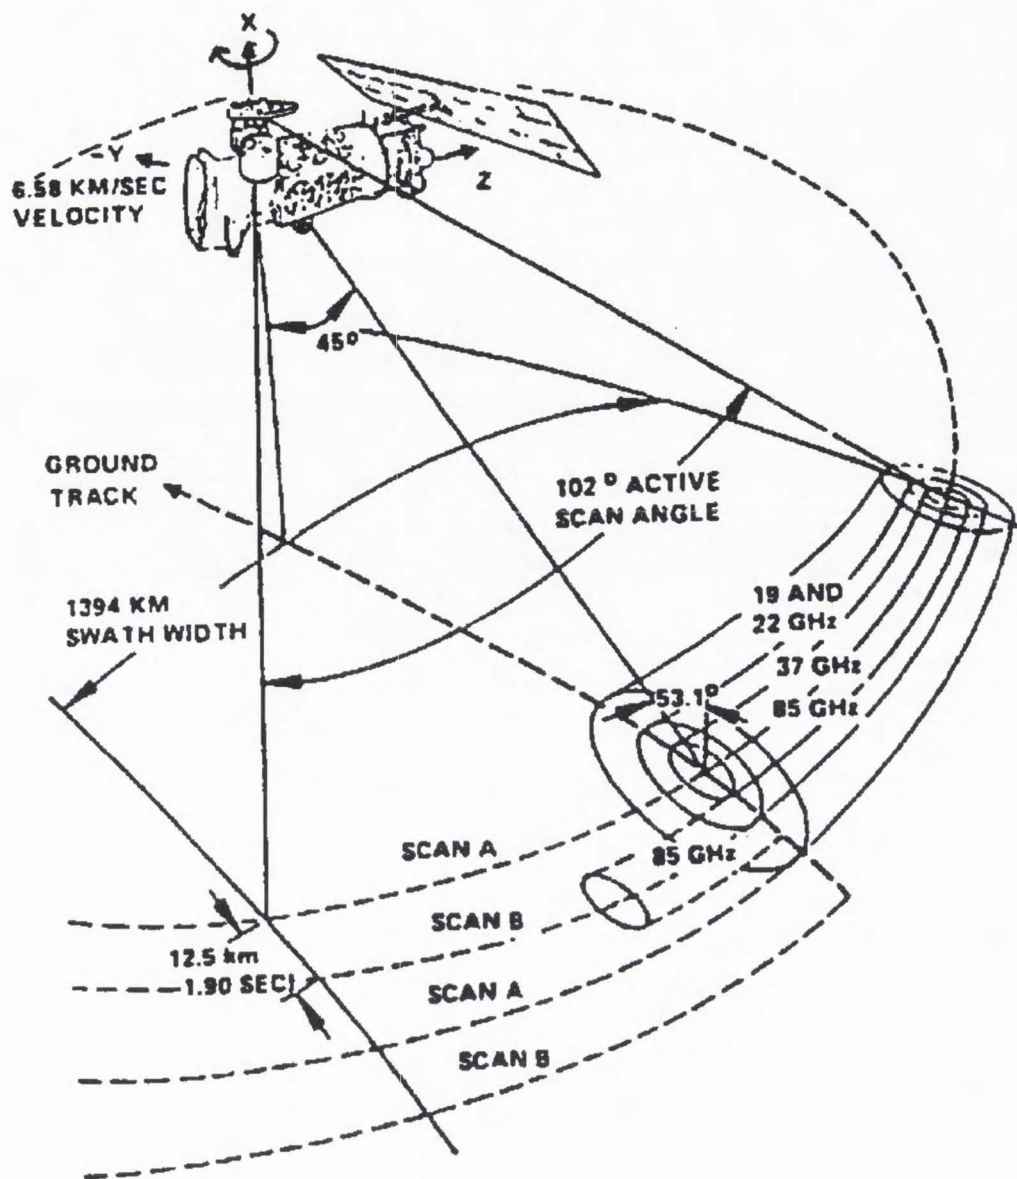 X
-Y
6.58 KM/SEC
VELOCITY
Z
45°
GROUND
TRACK
102° ACTIVE
SCAN ANGLE
1394 KM
SWATH WIDTH
19 AND
22 GHz
37 GHz
85 GHz
53.1°
SCAN A
85 GHz
SCAN B
12.5 km
1.90 SEC)
SCAN A
SCAN B